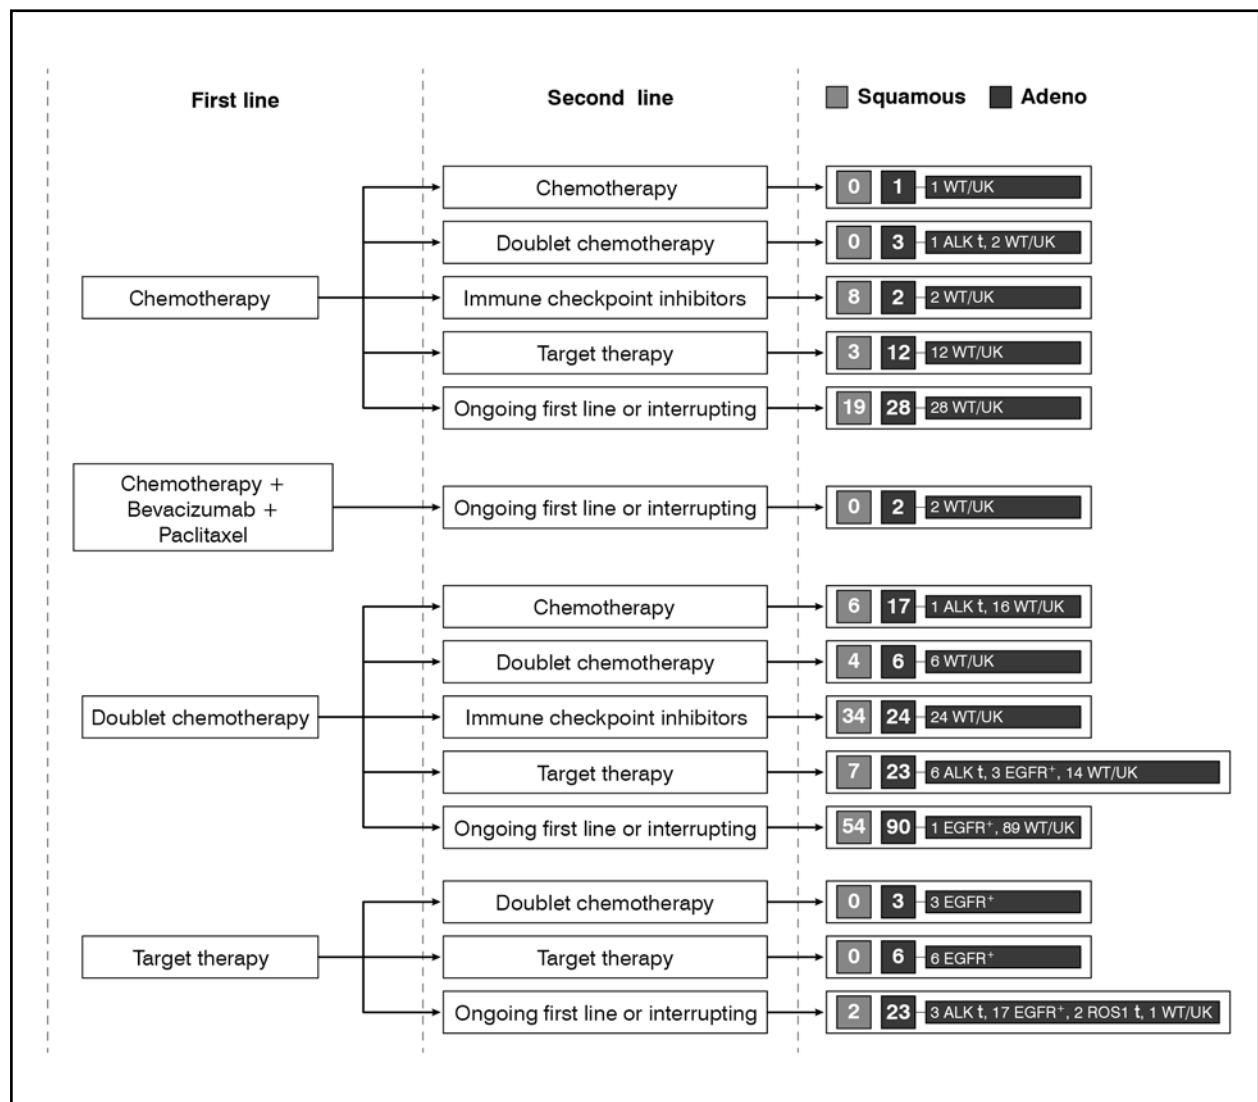 First line
Second line
Squamous
Adeno
Chemotherapy
Chemotherapy
0 1 1 WT/UK
Doublet chemotherapy
0 3 1 ALK t, 2 WT/UK
Immune checkpoint inhibitors
8 2 2 WT/UK
Target therapy
3 12 12 WT/UK
Ongoing first line or interrupting
19 28 28 WT/UK
Chemotherapy +
Bevacizumab +
Paclitaxel
Ongoing first line or interrupting
0 2 2 WT/UK
Doublet chemotherapy
Chemotherapy
6 17 1 ALK t, 16 WT/UK
Doublet chemotherapy
4 6 6 WT/UK
Immune checkpoint inhibitors
34 24 24 WT/UK
Target therapy
7 23 6 ALK t, 3 EGFR⁺, 14 WT/UK
Ongoing first line or interrupting
54 90 1 EGFR⁺, 89 WT/UK
Target therapy
Doublet chemotherapy
0 3 3 EGFR⁺
Target therapy
0 6 6 EGFR⁺
Ongoing first line or interrupting
2 23 3 ALK t, 17 EGFR⁺, 2 ROS1 t, 1 WT/UK